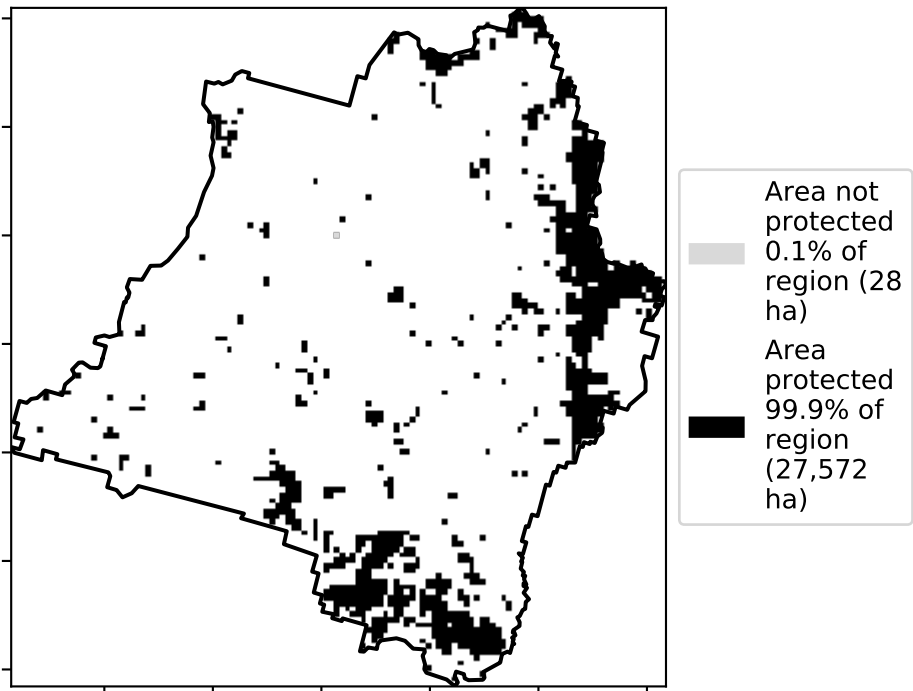 Area not
protected
0.1% of
region (28
ha)
Area
protected
99.9% of
region
(27,572
ha)